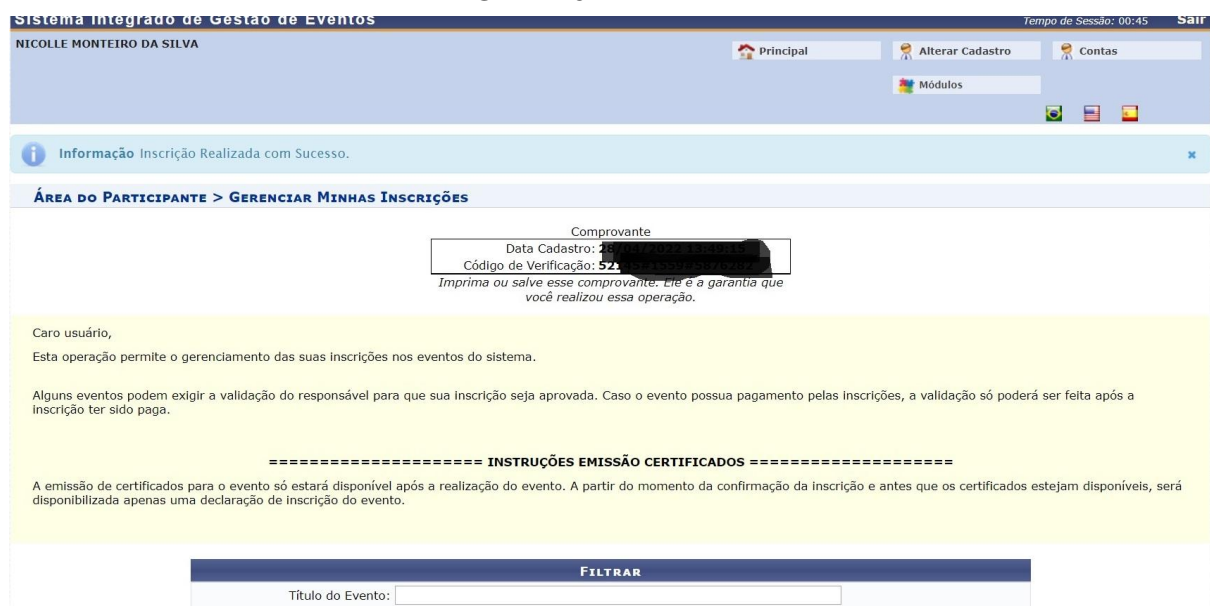 Sistema Integrado de Gestão de Eventos
Tempo de Sessão: 00:45 Sair
NICOLLE MONTEIRO DA SILVA
Principal Alterar Cadastro Contas
Módulos
Informação Inscrição Realizada com Sucesso.
Área do Participante > Gerenciar Minhas Inscrições
Comprovante
Data Cadastro:
Código de Verificação:
Imprima ou salve esse comprovante. Ele é a garantia que
você realizou essa operação.
Caro usuário,
Esta operação permite o gerenciamento das suas inscrições nos eventos do sistema.
Alguns eventos podem exigir a validação do responsável para que sua inscrição seja aprovada. Caso o evento possua pagamento pelas inscrições, a validação só poderá ser feita após a
inscrição ter sido paga.
===================== INSTRUÇÕES EMISSÃO CERTIFICADOS ====================
A emissão de certificados para o evento só estará disponível após a realização do evento. A partir do momento da confirmação da inscrição e antes que os certificados estejam disponíveis, será
disponibilizada apenas uma declaração de inscrição do evento.
Filtrar
Título do Evento: